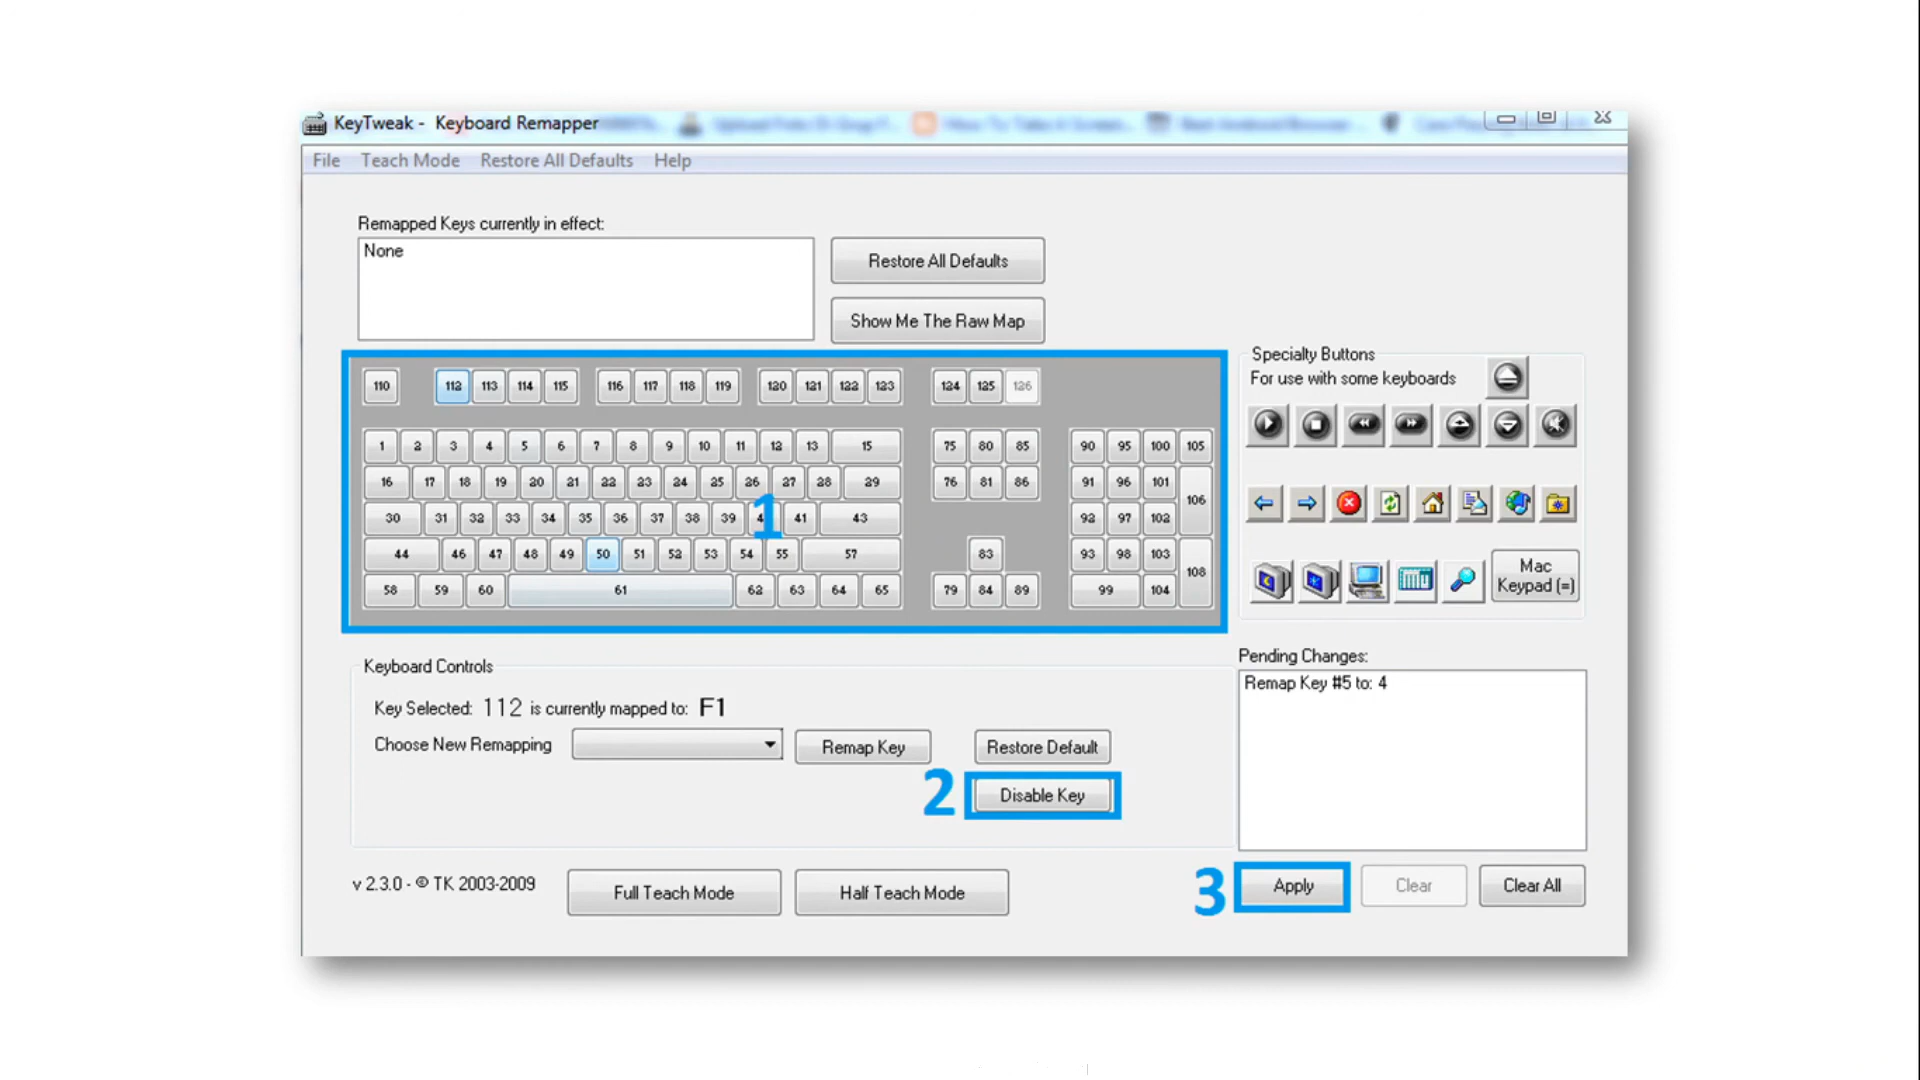 KeyTweak - Keyboard Remapper
File Teach Mode Restore All Defaults Help
Remapped Keys currently in effect:
None
Restore All Defaults
Show Me The Raw Map
Specialty Buttons
For use with some keyboards
110 112 113 114 115 116 117 118 119 120 121 122 123 124 125 126
1 2 3 4 5 6 7 8 9 10 11 12 13 15 75 80 85 90 95 100 105
16 17 18 19 20 21 22 23 24 25 26 27 28 29 76 81 86 91 96 101
106
30 31 32 33 34 35 36 37 38 39 41 43 92 97 102
1
44 46 47 48 49 50 51 52 53 54 55 57 83 93 98 103
108
58 59 60 61 62 63 64 65 79 84 89 99 104
Mac
Keypad (=)
Keyboard Controls
Key Selected: 112 is currently mapped to: F1
Choose New Remapping
Remap Key
Restore Default
2
Disable Key
Pending Changes:
Remap Key #5 to: 4
v 2.3.0 - © TK 2003-2009
Full Teach Mode
Half Teach Mode
3
Apply
Clear
Clear All